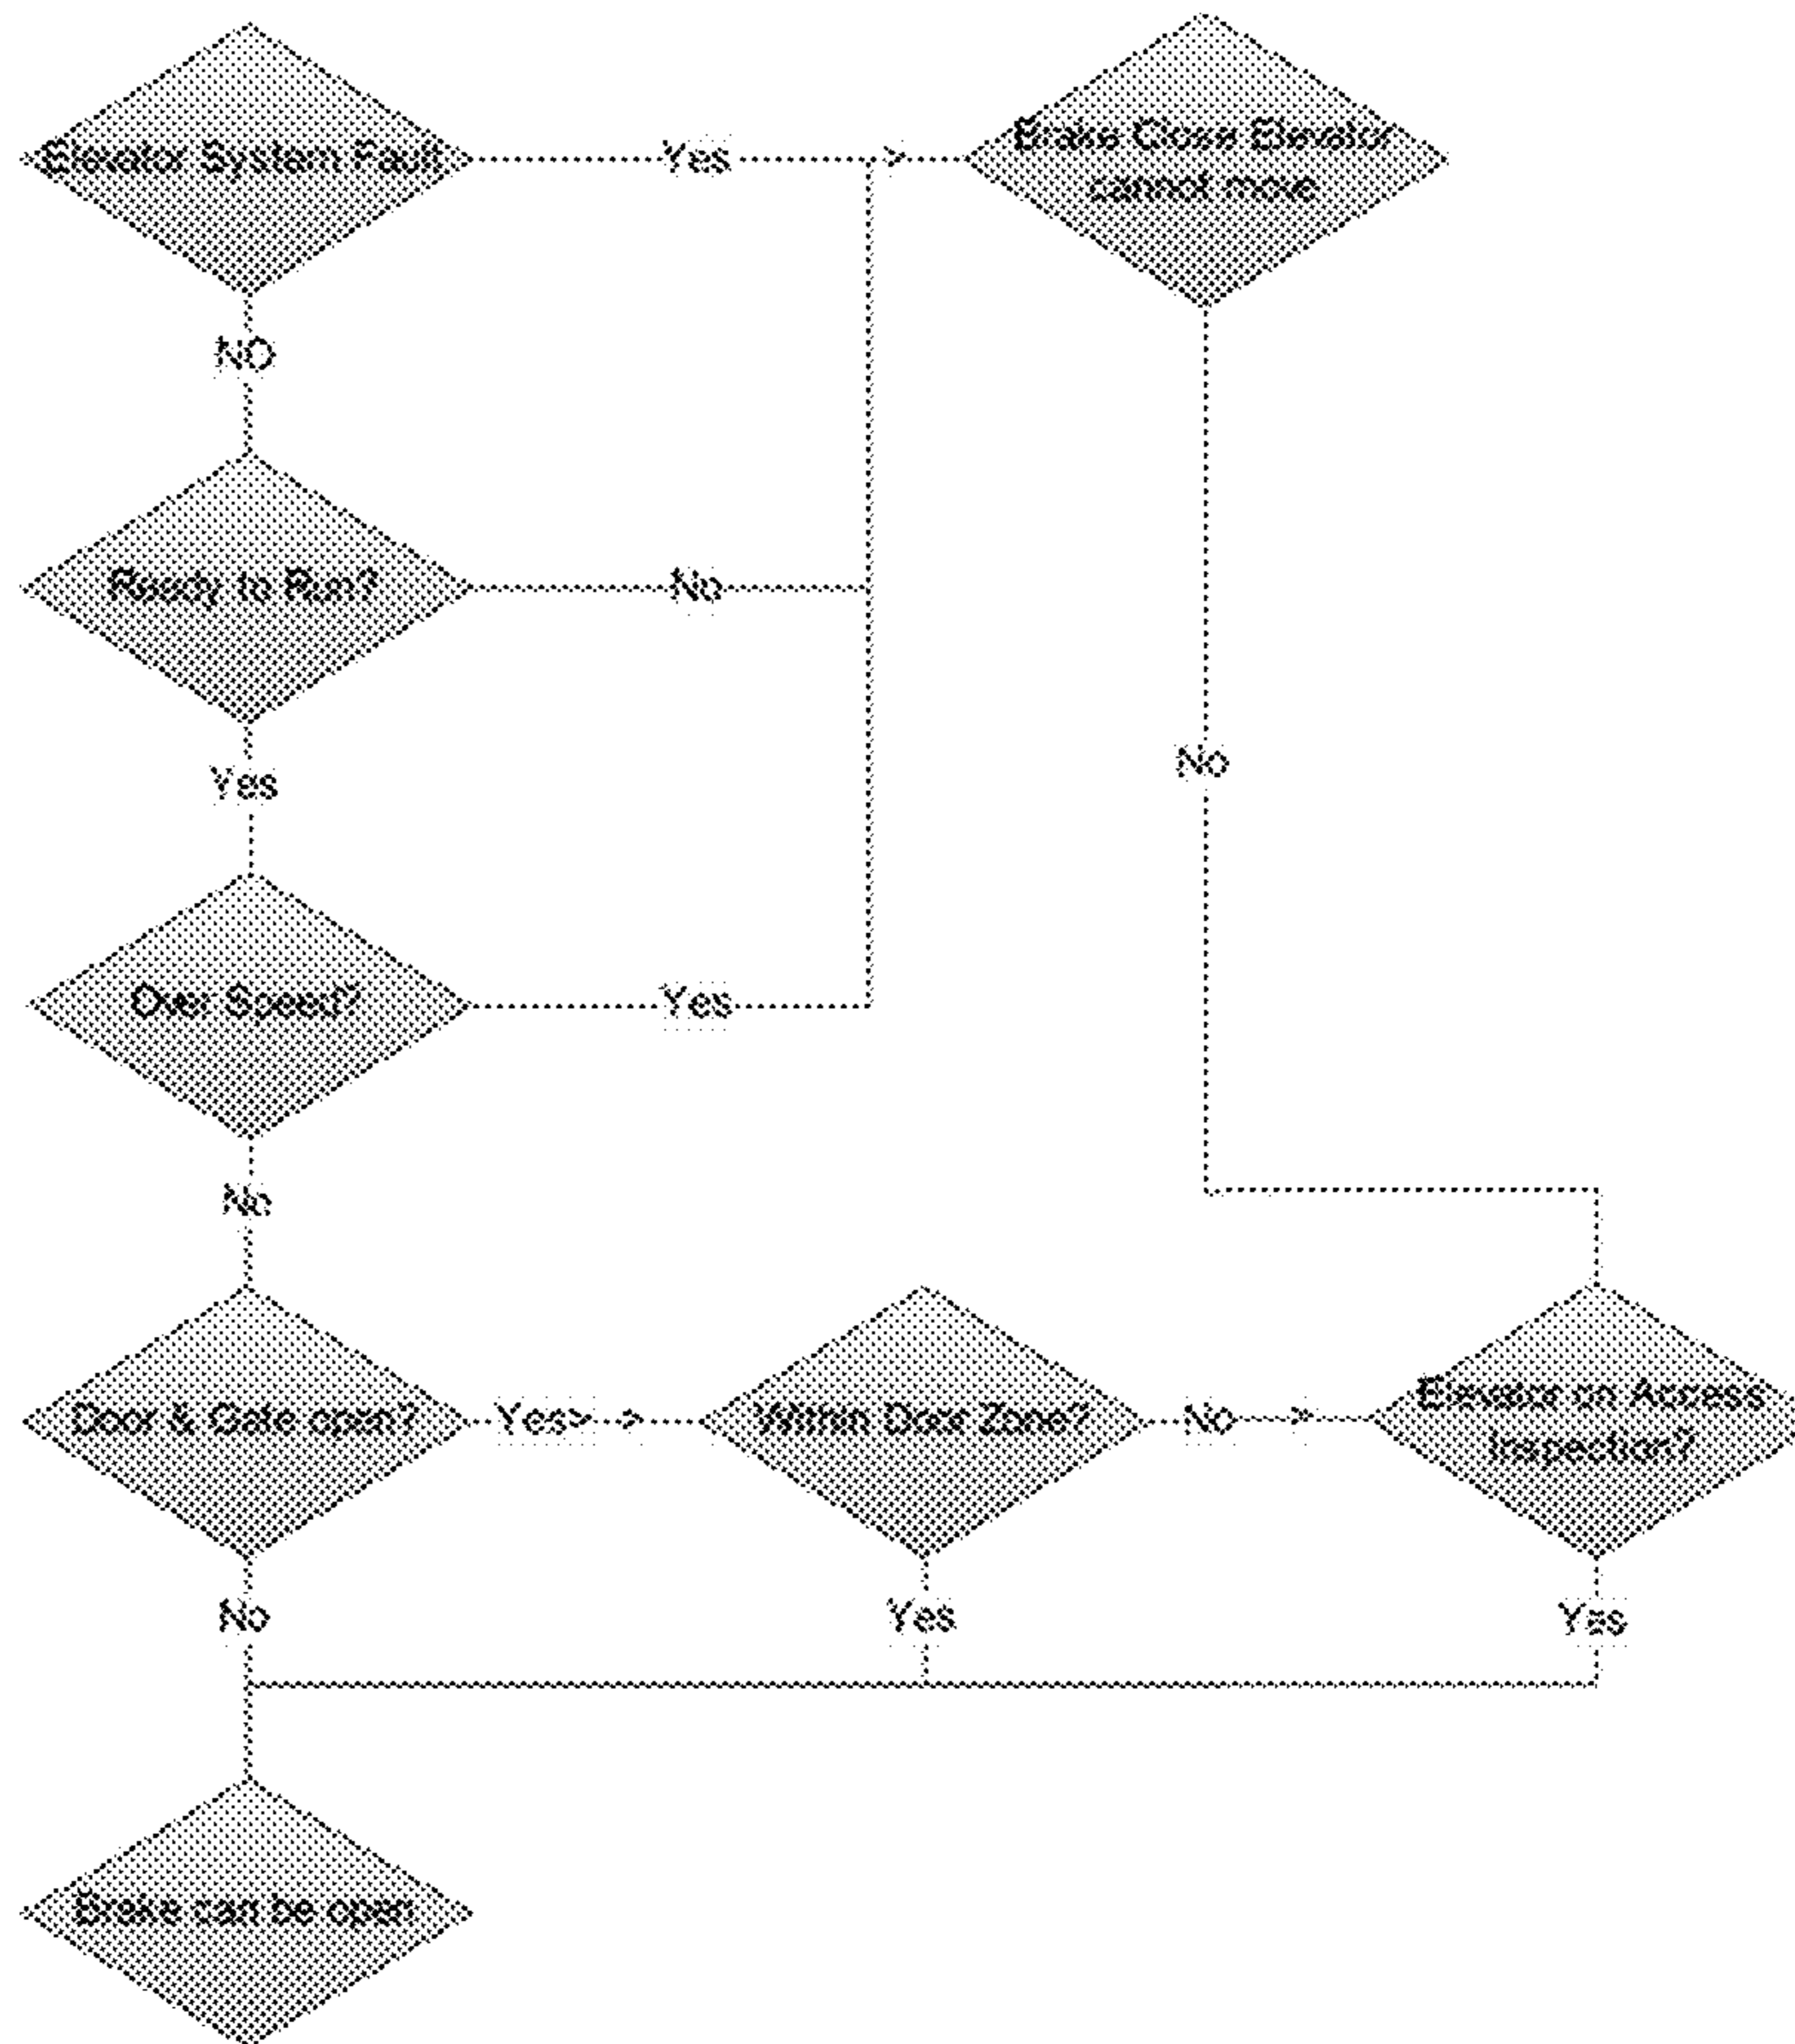 Elevator System Fault
Yes
Brake Close Elevator
cannot move
NO
Ready to Run?
No
Yes
No
Over Speed?
Yes
No
Door & Gate open?
Yes>
Within Door Zone?
No
Elevator on Access
Inspection?
No
Yes
Yes
Brake can be open